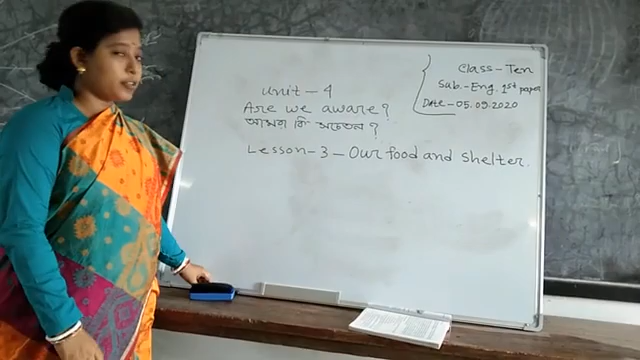 Class-Ten
Sub.-Eng. 1st paper
Date-05.09.2020
Unit-4
Are we aware?
আমরা কি সচেতন?
Lesson-3-Our food and shelter.